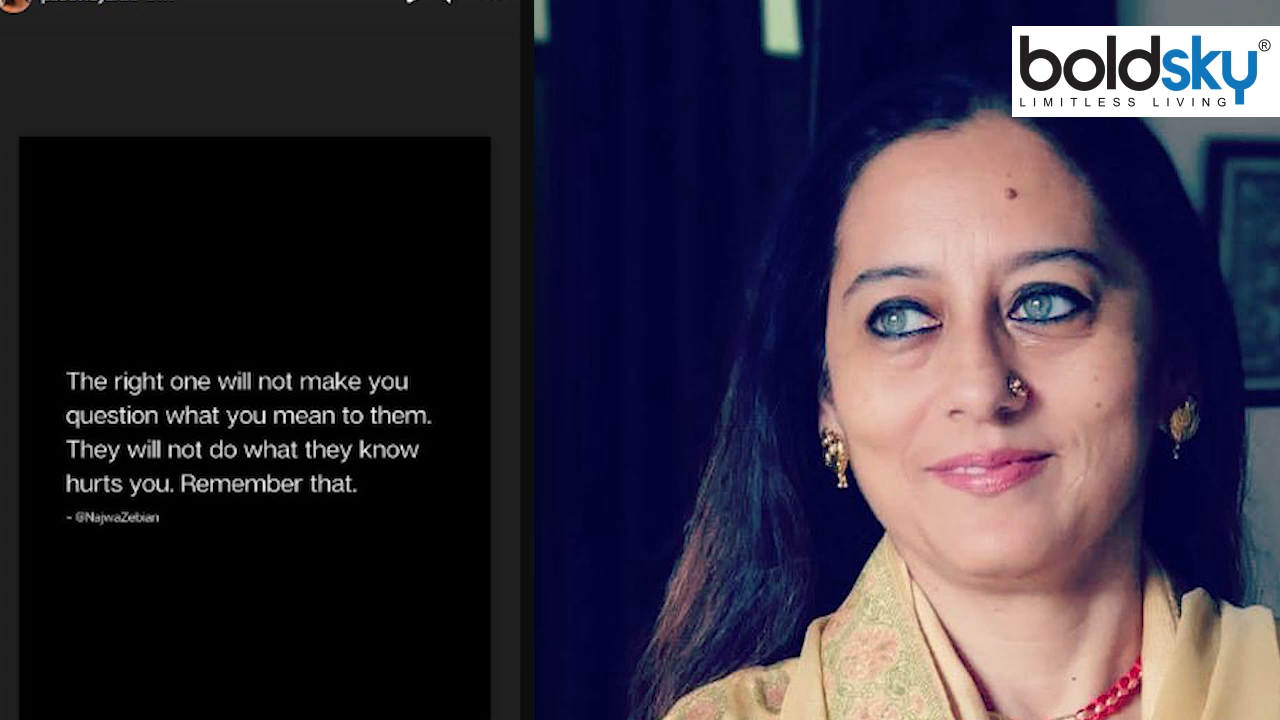 The right one will not make you
question what you mean to them.
They will not do what they know
hurts you. Remember that.
- @NajwaZebian
boldsky®
LIMITLESS LIVING